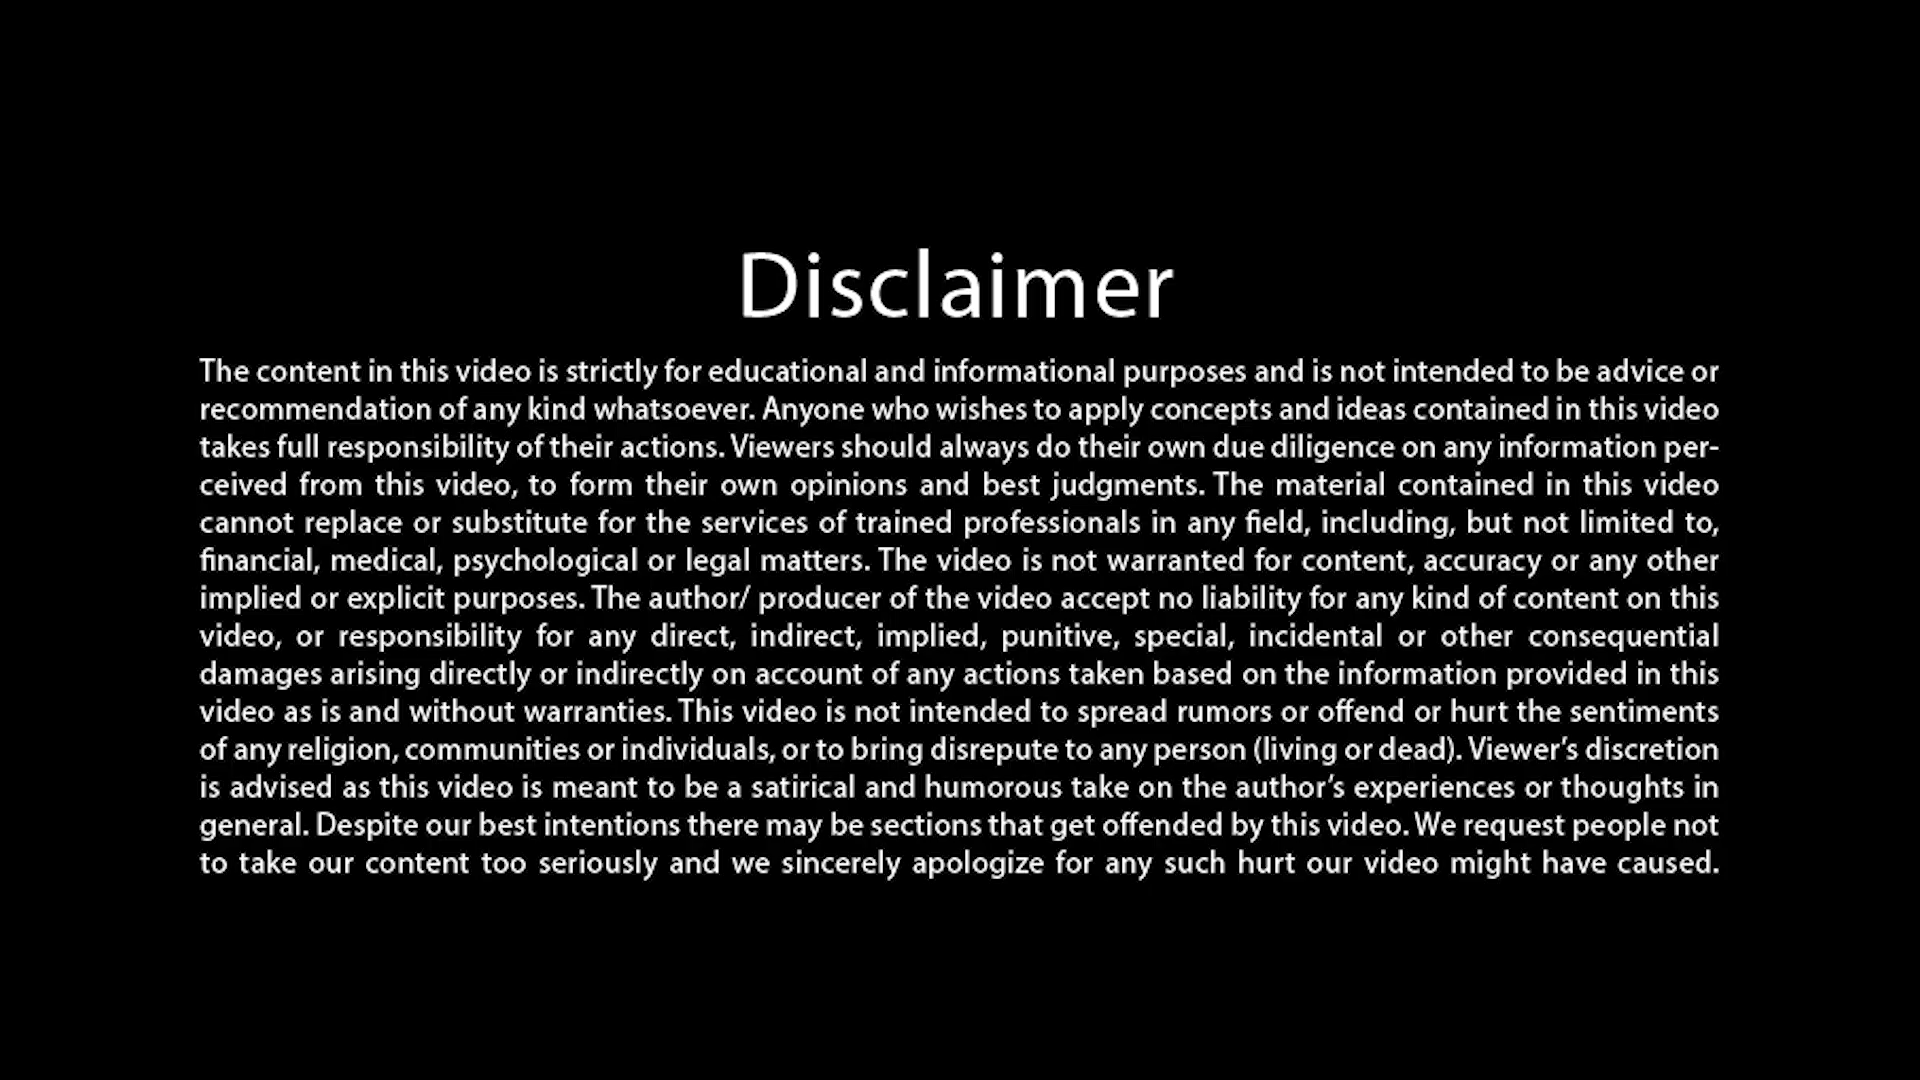 Disclaimer
The content in this video is strictly for educational and informational purposes and is not intended to be advice or
recommendation of any kind whatsoever. Anyone who wishes to apply concepts and ideas contained in this video
takes full responsibility of their actions. Viewers should always do their own due diligence on any information per-
ceived from this video, to form their own opinions and best judgments. The material contained in this video
cannot replace or substitute for the services of trained professionals in any field, including, but not limited to,
financial, medical, psychological or legal matters. The video is not warranted for content, accuracy or any other
implied or explicit purposes. The author/ producer of the video accept no liability for any kind of content on this
video, or responsibility for any direct, indirect, implied, punitive, special, incidental or other consequential
damages arising directly or indirectly on account of any actions taken based on the information provided in this
video as is and without warranties. This video is not intended to spread rumors or offend or hurt the sentiments
of any religion, communities or individuals, or to bring disrepute to any person (living or dead). Viewer’s discretion
is advised as this video is meant to be a satirical and humorous take on the author’s experiences or thoughts in
general. Despite our best intentions there may be sections that get offended by this video. We request people not
to take our content too seriously and we sincerely apologize for any such hurt our video might have caused.